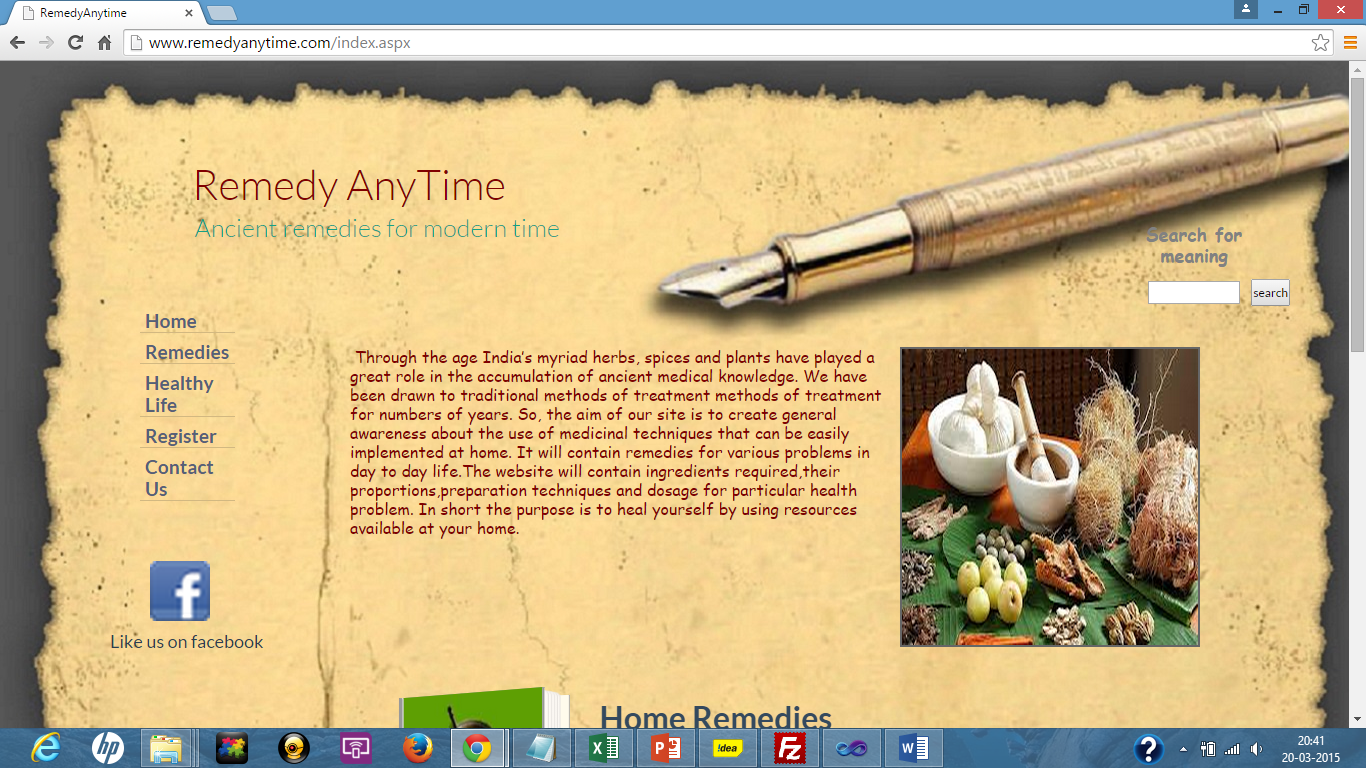 RemedyAnytime
www.remedyanytime.com/index.aspx
Remedy AnyTime
Ancient remedies for modern time
Search for
meaning
search
Home
Remedies
Healthy
Life
Register
Contact
Us
Like us on facebook
Through the age India's myriad herbs, spices and plants have played a
great role in the accumulation of ancient medical knowledge. We have
been drawn to traditional methods of treatment methods of treatment
for numbers of years. So, the aim of our site is to create general
awareness about the use of medicinal techniques that can be easily
implemented at home. It will contain remedies for various problems in
day to day life.The website will contain ingredients required,their
proportions,preparation techniques and dosage for particular health
problem. In short the purpose is to heal yourself by using resources
available at your home.
Home Remedies
hp
!dea
20:41
20-03-2015